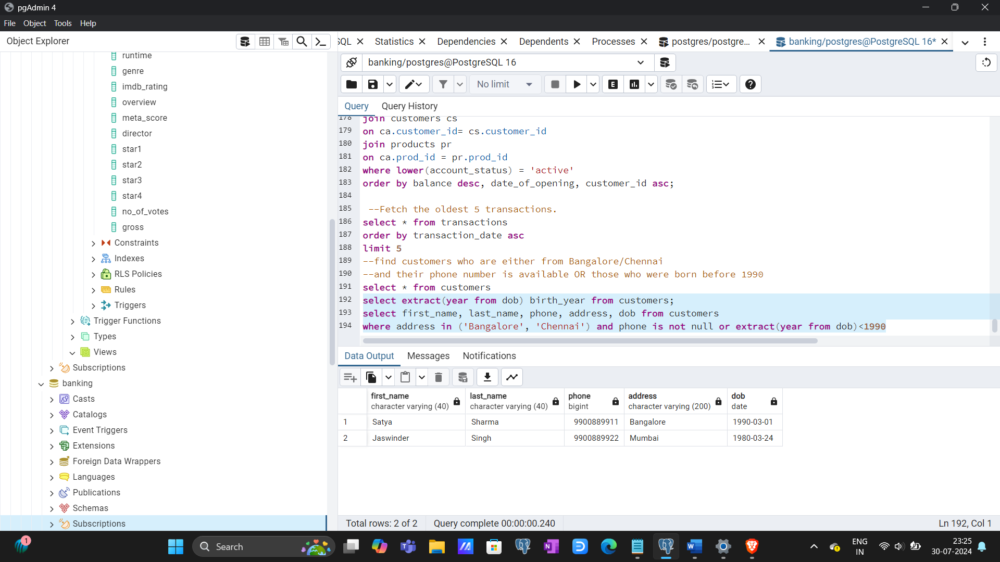 pgAdmin 4
File Object Tools Help
Object Explorer
SQL Statistics Dependencies Dependents Processes postgres/postgre... banking/postgres@PostgreSQL 16*
runtime
genre
imdb_rating
overview
meta_score
director
star1
star2
star3
star4
no_of_votes
gross
Constraints
Indexes
RLS Policies
Rules
Triggers
Trigger Functions
Types
Views
Subscriptions
banking
Casts
Catalogs
Event Triggers
Extensions
Foreign Data Wrappers
Languages
Publications
Schemas
Subscriptions
banking/postgres@PostgreSQL 16
No limit
E
Query Query History
178 join customers cs
179 on ca.customer_id= cs.customer_id
180 join products pr
181 on ca.prod_id = pr.prod_id
182 where lower(account_status) = 'active'
183 order by balance desc, date_of_opening, customer_id asc;
184
185 --Fetch the oldest 5 transactions.
186 select * from transactions
187 order by transaction_date asc
188 limit 5
189 --find customers who are either from Bangalore/Chennai
190 --and their phone number is available OR those who were born before 1990
191 select * from customers
192 select extract(year from dob) birth_year from customers;
193 select first_name, last_name, phone, address, dob from customers
194 where address in ('Bangalore', 'Chennai') and phone is not null or extract(year from dob)<1990
Data Output Messages Notifications
first_name last_name phone address dob
character varying (40) character varying (40) bigint character varying (200) date
1 Satya Sharma 9900889911 Bangalore 1990-03-01
2 Jaswinder Singh 9900889922 Mumbai 1980-03-24
Total rows: 2 of 2 Query complete 00:00:00.240 Ln 192, Col 1
1
Search
ENG
IN
23:25
30-07-2024